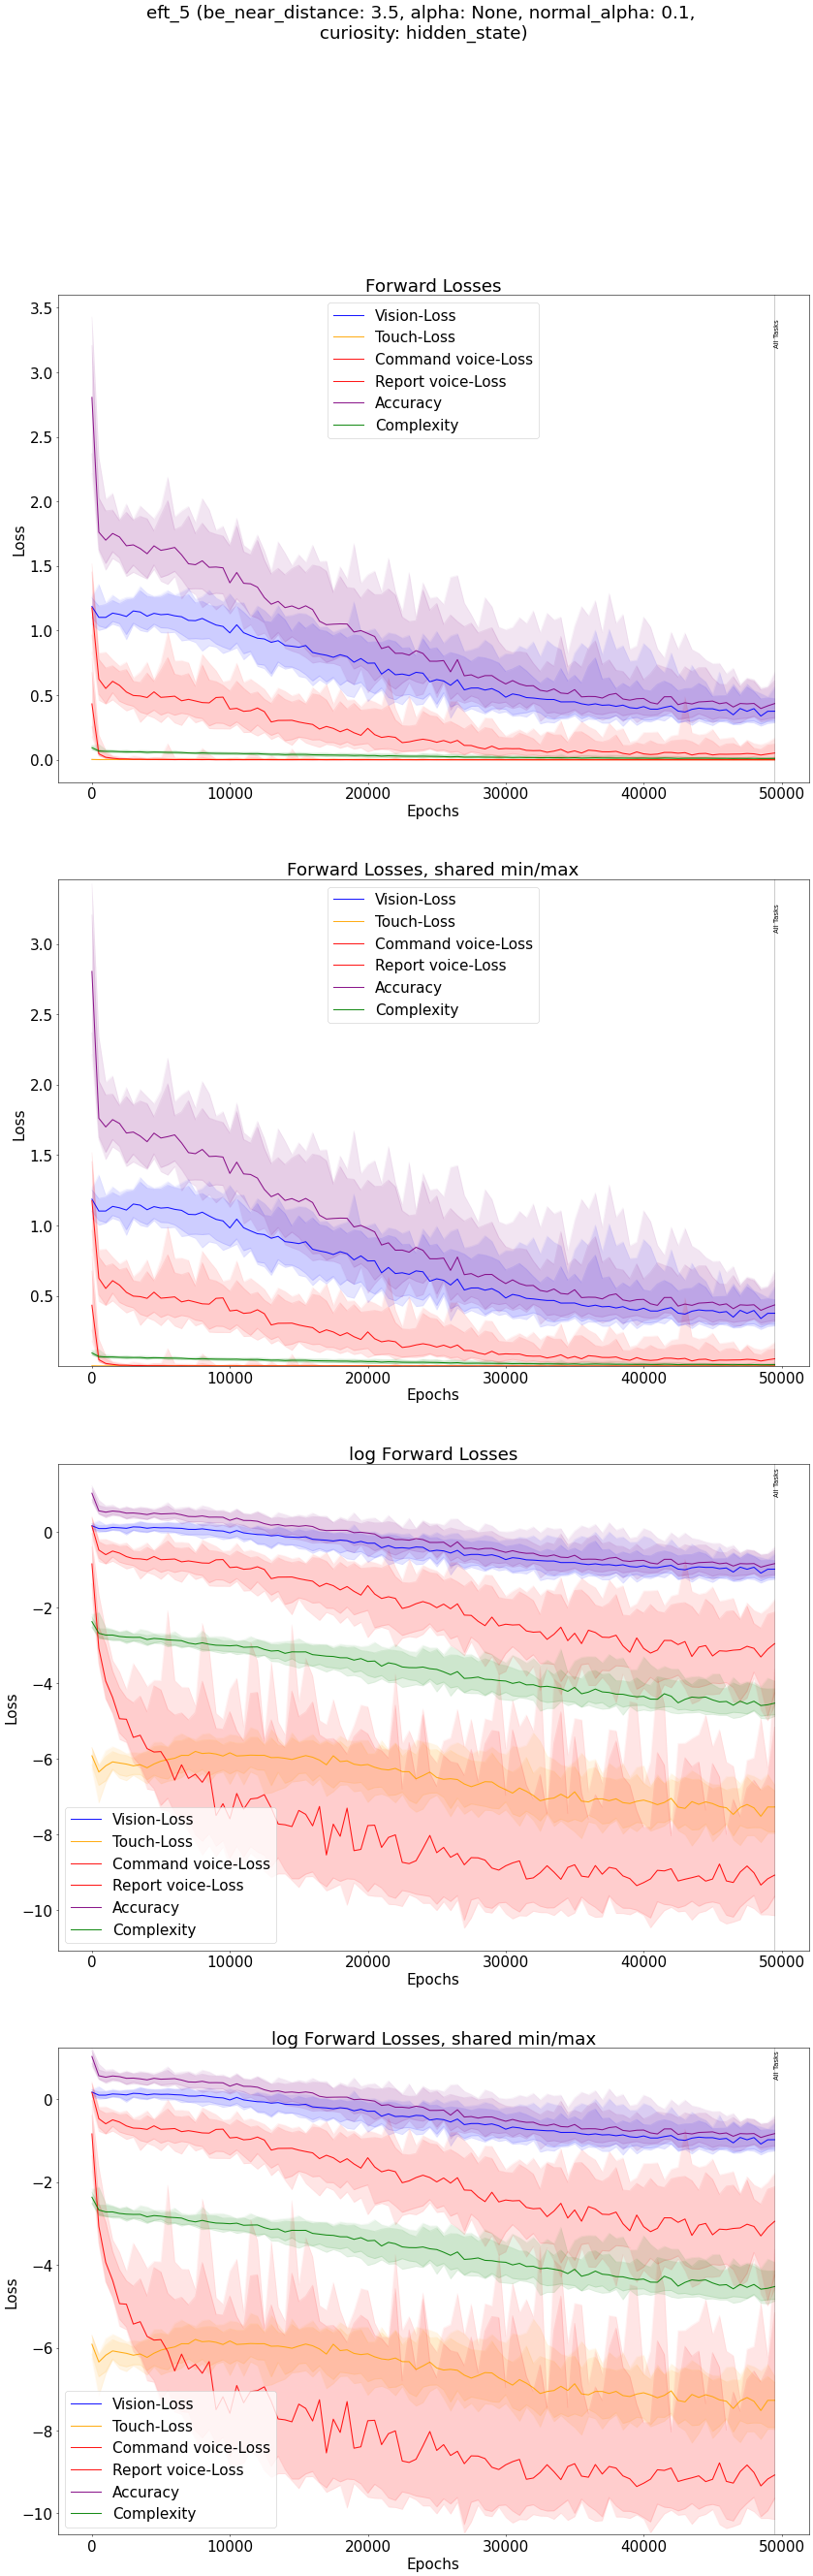 eft_5 (be_near_distance: 3.5, alpha: None, normal_alpha: 0.1,
curiosity: hidden_state)
Forward Losses
Vision-Loss
Touch-Loss
Command voice-Loss
Report voice-Loss
Accuracy
Complexity
All Tasks
3.5
3.0
2.5
2.0
1.5
1.0
0.5
0.0
Loss
0 10000 20000 30000 40000 50000
Epochs
Forward Losses, shared min/max
Vision-Loss
Touch-Loss
Command voice-Loss
Report voice-Loss
Accuracy
Complexity
All Tasks
3.0
2.5
2.0
1.5
1.0
0.5
Loss
0 10000 20000 30000 40000 50000
Epochs
log Forward Losses
All Tasks
0
−2
−4
−6
−8
−10
Loss
Vision-Loss
Touch-Loss
Command voice-Loss
Report voice-Loss
Accuracy
Complexity
0 10000 20000 30000 40000 50000
Epochs
log Forward Losses, shared min/max
All Tasks
0
−2
−4
−6
−8
−10
Loss
Vision-Loss
Touch-Loss
Command voice-Loss
Report voice-Loss
Accuracy
Complexity
0 10000 20000 30000 40000 50000
Epochs